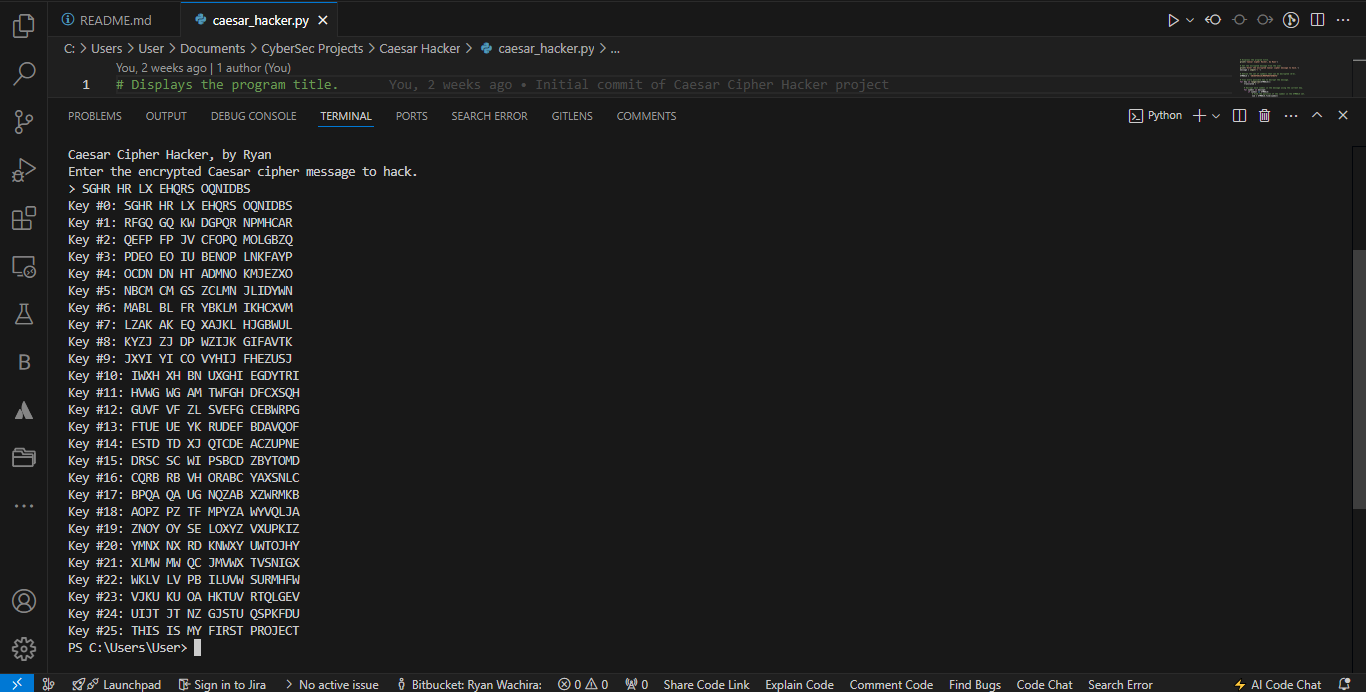 README.md
caesar_hacker.py
C: > Users > User > Documents > CyberSec Projects > Caesar Hacker > caesar_hacker.py > ...
You, 2 weeks ago | 1 author (You)
1 # Displays the program title. You, 2 weeks ago • Initial commit of Caesar Cipher Hacker project
PROBLEMS OUTPUT DEBUG CONSOLE TERMINAL PORTS SEARCH ERROR GITLENS COMMENTS
Python
Caesar Cipher Hacker, by Ryan
Enter the encrypted Caesar cipher message to hack.
> SGHR HR LX EHQRS OQNIDBS
Key #0: SGHR HR LX EHQRS OQNIDBS
Key #1: RFGQ GQ KW DGPQR NPMHCAR
Key #2: QEFP FP JV CFOPQ MOLGBZQ
Key #3: PDEO EO IU BENOP LNKFAYP
Key #4: OCDN DN HT ADMNO KMJEZXO
Key #5: NBCM CM GS ZCLMN JLIDYWN
Key #6: MABL BL FR YBKLM IKHCXVM
Key #7: LZAK AK EQ XAJKL HJGBWUL
Key #8: KYZJ ZJ DP WZIJK GIFAVTK
Key #9: JXYI YI CO VYHIJ FHEZUSJ
Key #10: IWXH XH BN UXGHI EGDYTRI
Key #11: HVWG WG AM TWFGH DFCXSQH
Key #12: GUVF VF ZL SVEFG CEBWRPG
Key #13: FTUE UE YK RUDEF BDAVQOF
Key #14: ESTD TD XJ QTCDE ACZUPNE
Key #15: DRSC SC WI PSBCD ZBYTOMD
Key #16: CQRB RB VH ORABC YAXSNLC
Key #17: BPQA QA UG NQZAB XZWRMKB
Key #18: AOPZ PZ TF MPYZA WYVQLJA
Key #19: ZNOY OY SE LOXYZ VXUPKIZ
Key #20: YMNX NX RD KNWXY UWTOJHY
Key #21: XLMW MW QC JMVWX TVSNIGX
Key #22: WKLV LV PB ILUVW SURMHFW
Key #23: VJKU KU OA HKTUV RTQLGEV
Key #24: UIJT JT NZ GJSTU QSPKFDU
Key #25: THIS IS MY FIRST PROJECT
PS C:\Users\User>
Launchpad Sign in to Jira > No active issue Bitbucket: Ryan Wachira: 0 0 0 Share Code Link Explain Code Comment Code Find Bugs Code Chat Search Error AI Code Chat